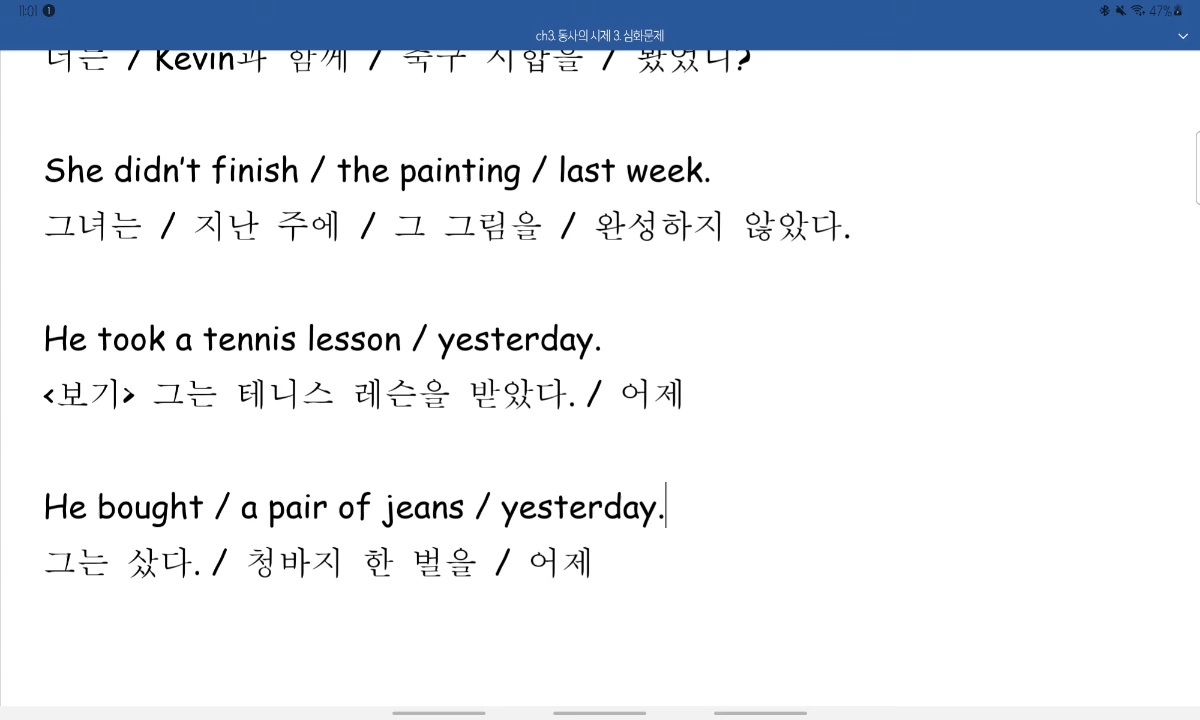 11:01 1 47%
ch3. 동사의 시제 3. 심화문제
너는 / Kevin과 함께 / 축구 시합을 / 봤었니?
She didn't finish / the painting / last week.
그녀는 / 지난 주에 / 그 그림을 / 완성하지 않았다.
He took a tennis lesson / yesterday.
<보기> 그는 테니스 레슨을 받았다. / 어제
He bought / a pair of jeans / yesterday.
그는 샀다. / 청바지 한 벌을 / 어제